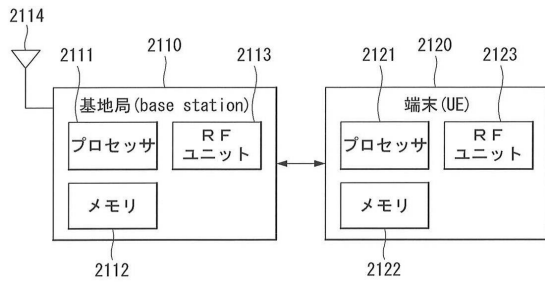 2114
2110
2120
2111
2113
2121
2123
基地局(base station)
端末(UE)
プロセッサ
RF
ユニット
プロセッサ
RF
ユニット
メモリ
メモリ
2112
2122